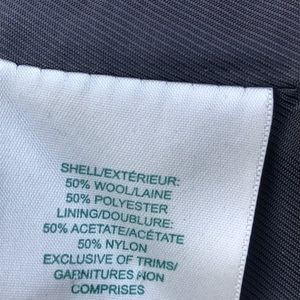 SHELL/EXTÉRIEUR:
50% WOOL/LAINE
50% POLYESTER
LINING/DOUBLURE:
50% ACETATE/ACÉTATE
50% NYLON
EXCLUSIVE OF TRIMS/
GARNITURES NON
COMPRISES